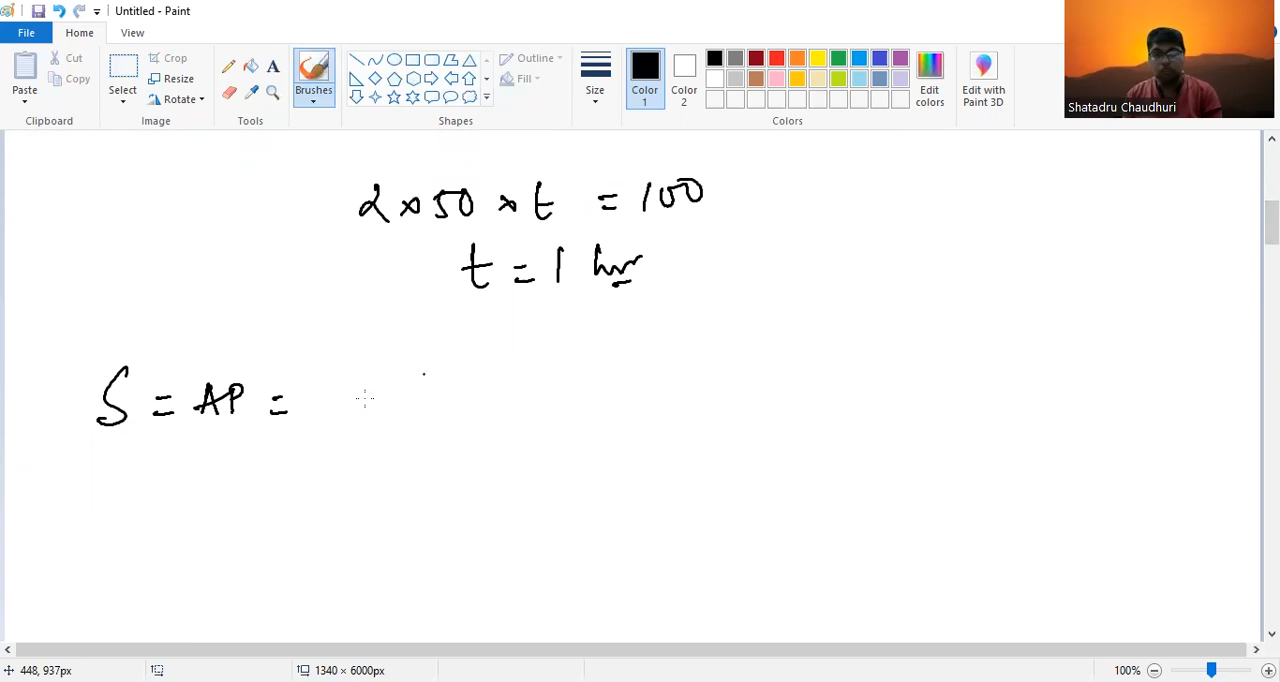 Untitled - Paint
File Home View
Paste
Cut
Copy
Clipboard
Select
Crop
Resize
Rotate
Image
Tools
Brushes
Shapes
Outline
Fill
Size
Color 1
Color 2
Colors
Edit colors
Edit with Paint 3D
Shatadru Chaudhuri
2 × 50 × t = 100
t = 1 hr
S = AP =
448, 937px
1340 × 6000px
100%